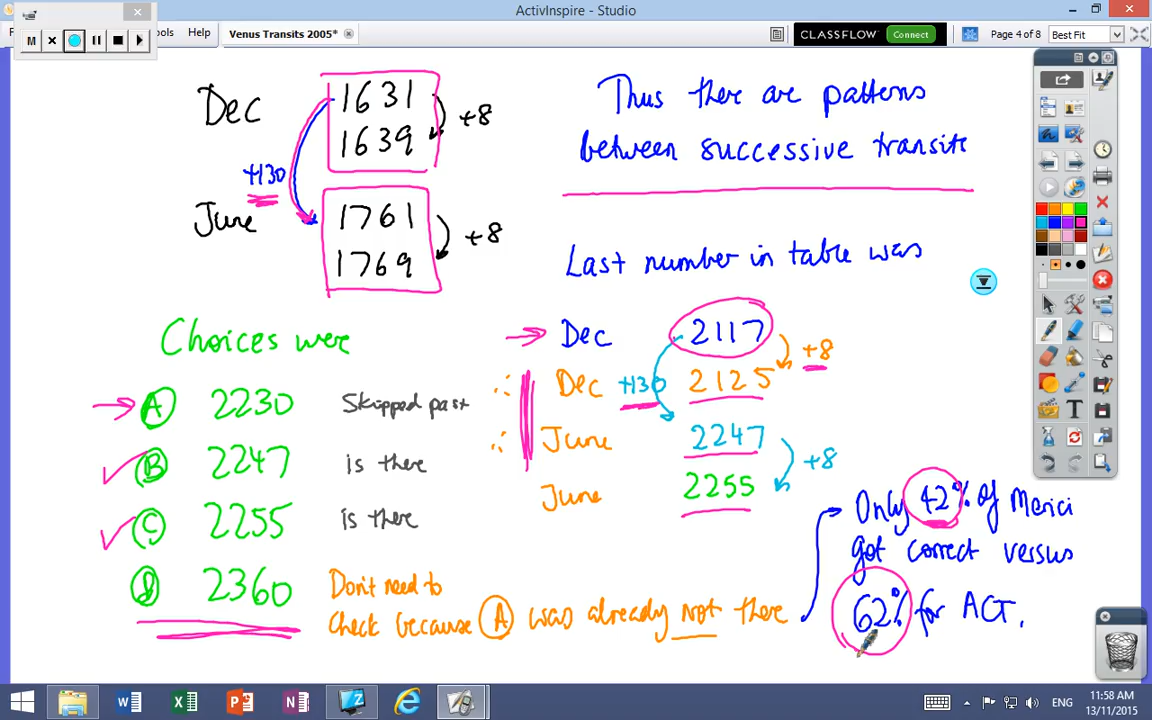 ActivInspire - Studio
ools
Help
Venus Transits 2005*
CLASSFLOW
Connect
Page 4 of 8
Best Fit
M
Dec
1631
1639
+8
+130
June
1761
1769
+8
Thus there are patterns
between successive transits
Last number in table was
Dec 2117
+8
∴ Dec +130 2125
∴ June 2247
+8
June 2255
Choices were
A 2230 Skipped past
B 2247 is there
C 2255 is there
D 2360 Don't need to
check because A was already not there
Only 42% of Merici
got correct versus
62% for ACT.
ENG
11:58 AM
13/11/2015